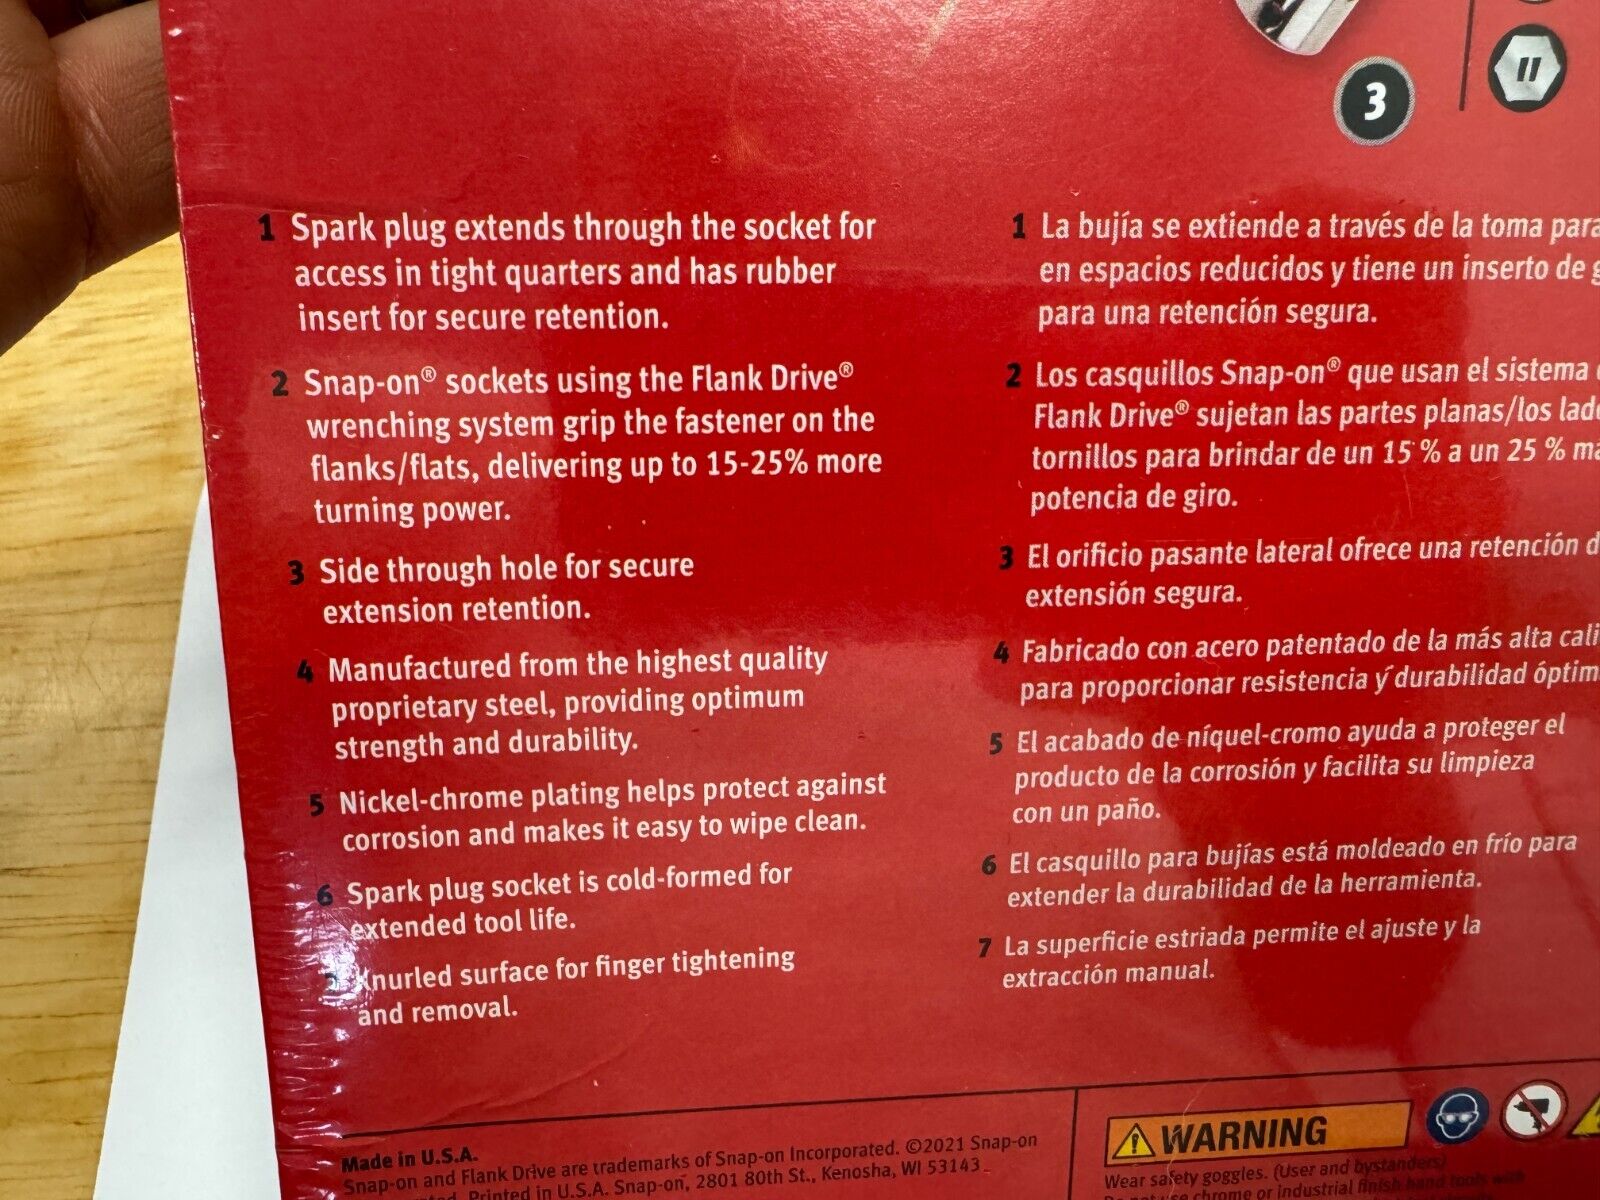 3
1 Spark plug extends through the socket for
access in tight quarters and has rubber
insert for secure retention.
2 Snap-on® sockets using the Flank Drive®
wrenching system grip the fastener on the
flanks/flats, delivering up to 15-25% more
turning power.
3 Side through hole for secure
extension retention.
4 Manufactured from the highest quality
proprietary steel, providing optimum
strength and durability.
5 Nickel-chrome plating helps protect against
corrosion and makes it easy to wipe clean.
6 Spark plug socket is cold-formed for
extended tool life.
7 Knurled surface for finger tightening
and removal.
1 La bujía se extiende a través de la toma para
en espacios reducidos y tiene un inserto de
para una retención segura.
2 Los casquillos Snap-on® que usan el sistema
Flank Drive® sujetan las partes planas/los
tornillos para brindar de un 15 % a un 25 %
potencia de giro.
3 El orificio pasante lateral ofrece una retención
extensión segura.
4 Fabricado con acero patentado de la más alta
para proporcionar resistencia y durabilidad
5 El acabado de níquel-cromo ayuda a proteger el
producto de la corrosión y facilita su limpieza
con un paño.
6 El casquillo para bujías está moldeado en frío para
extender la durabilidad de la herramienta.
7 La superficie estriada permite el ajuste y la
extracción manual.
Made in U.S.A.
Snap-on and Flank Drive are trademarks of Snap-on Incorporated. ©2021 Snap-on
Printed in U.S.A. Snap-on, 2801 80th St., Kenosha, WI 53143
WARNING
Wear safety goggles. (User and bystanders)
Do not use chrome or industrial finish hand tools with